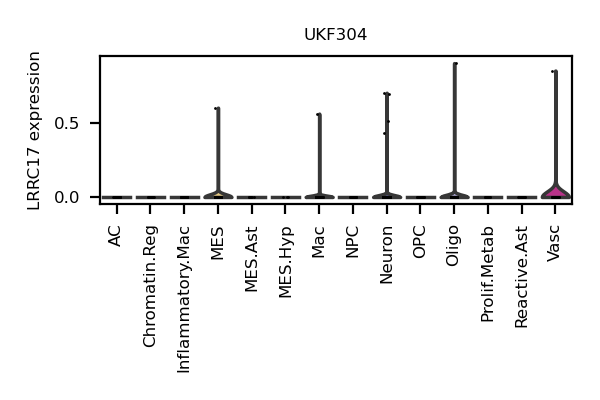 UKF304
LRRC17 expression
0.5
0.0
AC
Chromatin.Reg
Inflammatory.Mac
MES
MES.Ast
MES.Hyp
Mac
NPC
Neuron
OPC
Oligo
Prolif.Metab
Reactive.Ast
Vasc